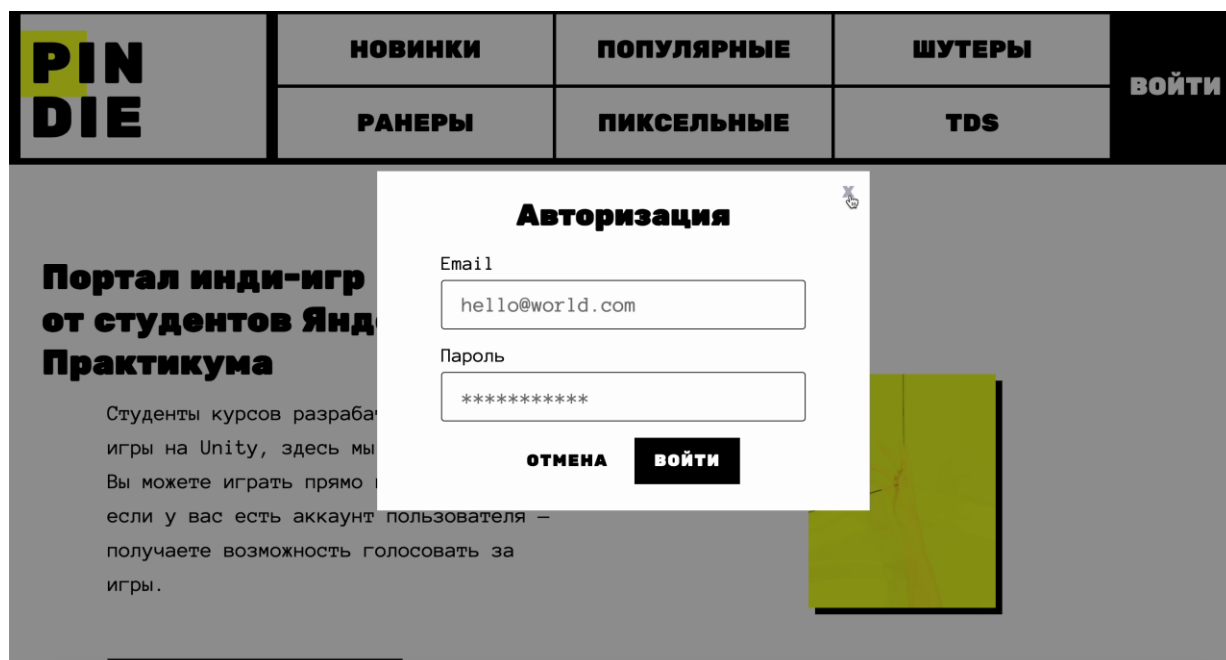 PIN
DIE
НОВИНКИ
ПОПУЛЯРНЫЕ
ШУТЕРЫ
РАНЕРЫ
ПИКСЕЛЬНЫЕ
TDS
ВОЙТИ
Авторизация
X
Email
hello@world.com
Пароль
***********
ОТМЕНА
ВОЙТИ
Портал инди-игр
от студентов
Практикума
Студенты курсов
игры на Unity, здесь мы
Вы можете играть прямо
если у вас есть аккаунт пользователя —
получаете возможность голосовать за
игры.